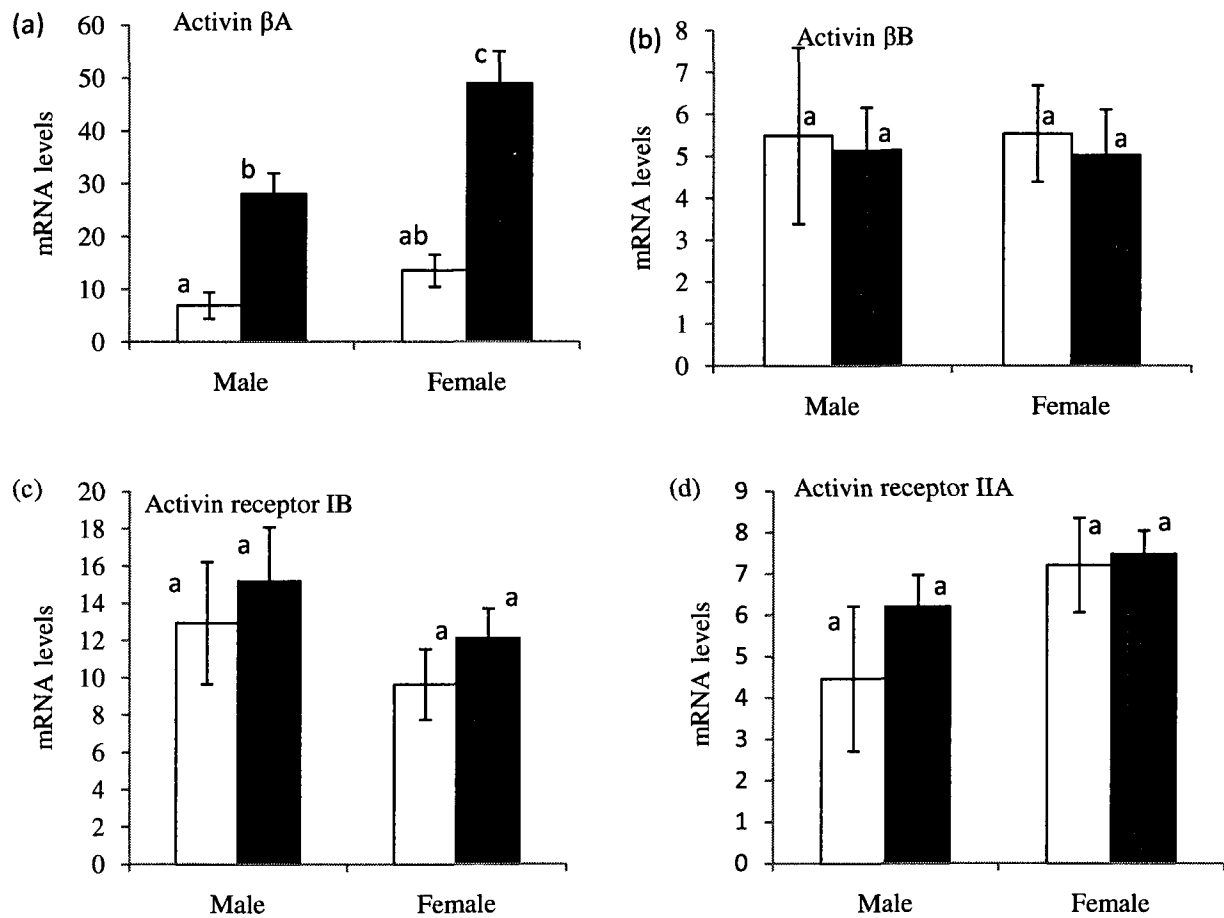 (a)
Activin βA
mRNA levels
60
50
40
30
20
10
0
a
b
ab
c
Male
Female
(b)
Activin βB
mRNA levels
8
7
6
5
4
3
2
1
0
a
a
a
a
Male
Female
(c)
Activin receptor IB
mRNA levels
20
18
16
14
12
10
8
6
4
2
0
a
a
a
a
Male
Female
(d)
Activin receptor IIA
mRNA levels
9
8
7
6
5
4
3
2
1
0
a
a
a
a
Male
Female